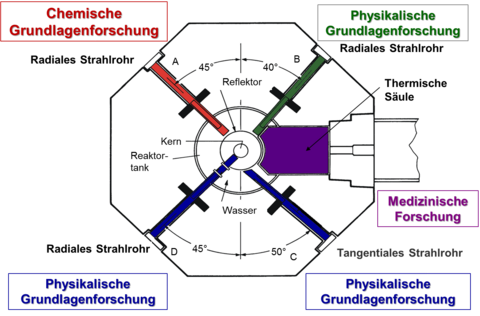 Chemische
Grundlagenforschung
Physikalische
Grundlagenforschung
Radiales Strahlrohr
Radiales Strahlrohr
A
B
45°
40°
Reflektor
Thermische
Säule
Kern
Reaktor-
tank
Wasser
Medizinische
Forschung
Radiales Strahlrohr
D
45°
50°
C
Tangentiales Strahlrohr
Physikalische
Grundlagenforschung
Physikalische
Grundlagenforschung